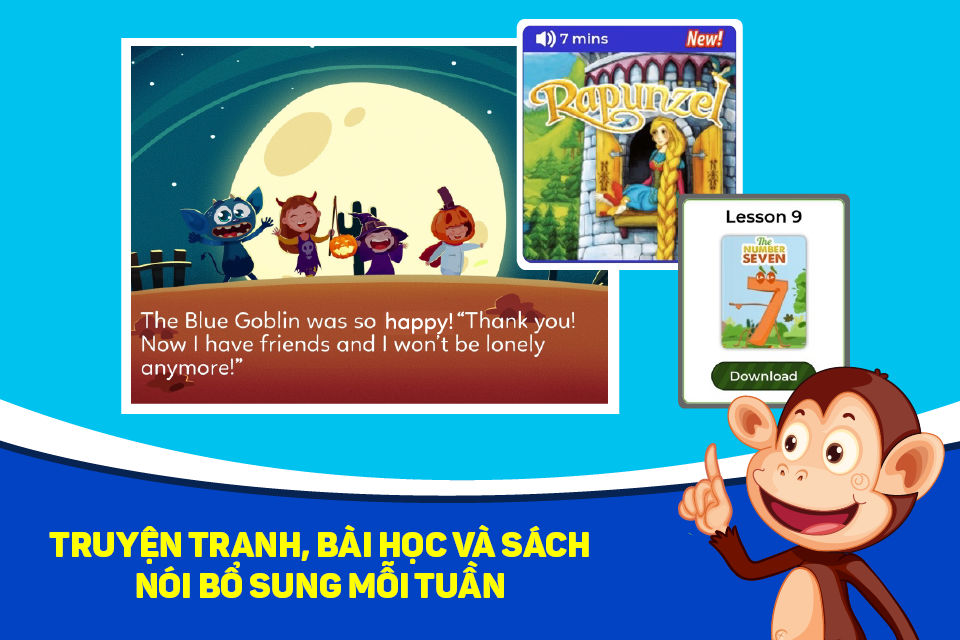 7 mins
New!
Rapunzel
The Blue Goblin was so happy! “Thank you!
Now I have friends and I won’t be lonely
anymore!”
Lesson 9
The
NUMBER
SEVEN
7
Download
TRUYỆN TRANH, BÀI HỌC VÀ SÁCH
NÓI BỔ SUNG MỖI TUẦN